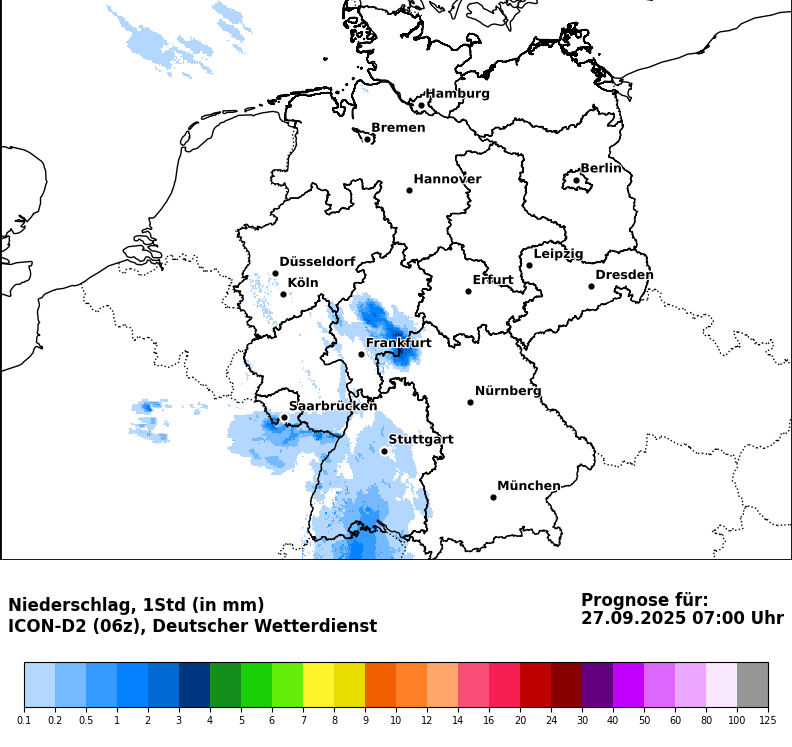 Hamburg
Bremen
Berlin
Hannover
Leipzig
Düsseldorf
Dresden
Köln
Erfurt
Frankfurt
Nürnberg
Saarbrücken
Stuttgart
München
Niederschlag, 1Std (in mm)
ICON-D2 (06z), Deutscher Wetterdienst
Prognose für:
27.09.2025 07:00 Uhr
0.1 0.2 0.5 1 2 3 4 5 6 7 8 9 10 12 14 16 20 24 30 40 50 60 80 100 125